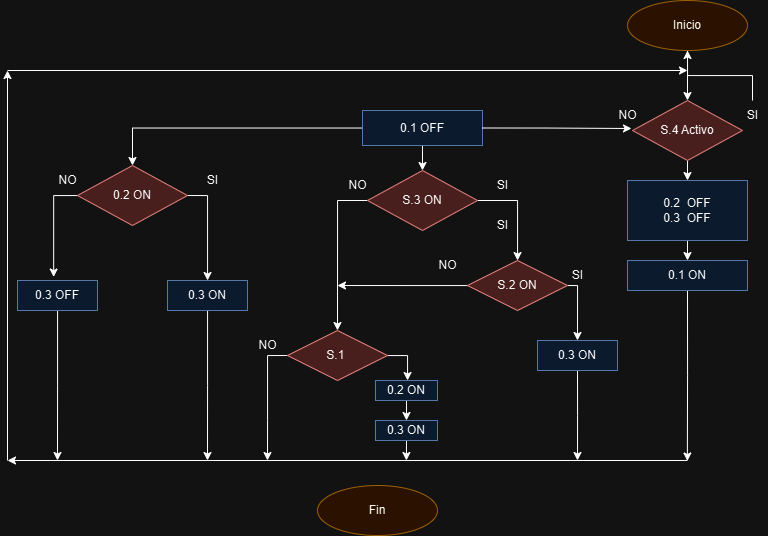 Inicio
NO
SI
0.1 OFF
S.4 Activo
NO
SI
0.2 ON
NO
SI
S.3 ON
0.2 OFF
0.3 OFF
SI
NO
SI
S.2 ON
0.1 ON
0.3 OFF
0.3 ON
NO
S.1
0.3 ON
0.2 ON
0.3 ON
Fin